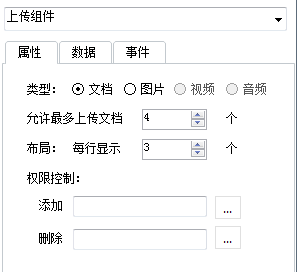 上传组件
属性 数据 事件
类型： 文档 图片 视频 音频
允许最多上传文档 4 个
布局： 每行显示 3 个
权限控制：
添加 ...
删除 ...